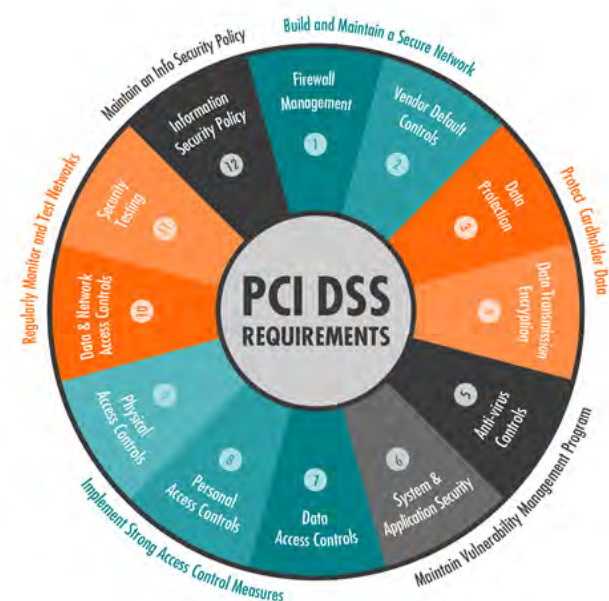 Build and Maintain a Secure Network
Firewall
Management
1
Vendor Default
Controls
2
Protect Cardholder Data
Data
Protection
3
Data Transmission
Encryption
4
Maintain Vulnerability Management Program
5
Anti-virus
Controls
6
System &
Application Security
Implement Strong Access Control Measures
7
Data
Access Controls
8
Personal
Access Controls
9
Physical
Access Controls
Regularly Monitor and Test Networks
10
Data & Network
Access Controls
11
Security
Testing
Maintain an Info Security Policy
Information
Security Policy
12
PCI DSS
REQUIREMENTS